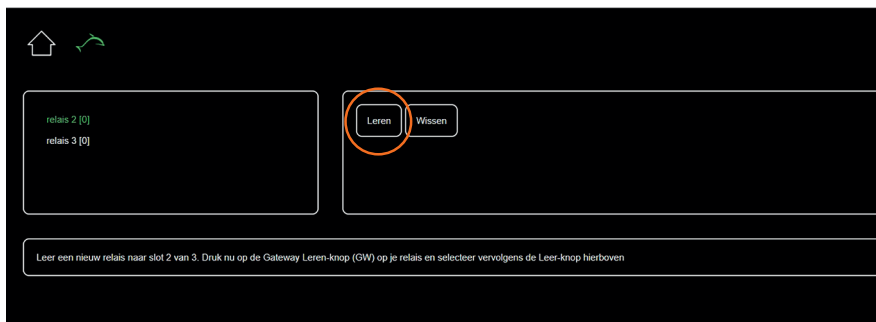 relais 2 [0]
relais 3 [0]
Leren
Wissen
Leer een nieuw relais naar slot 2 van 3. Druk nu op de Gateway Leren-knop (GW) op je relais en selecteer vervolgens de Leer-knop hierboven